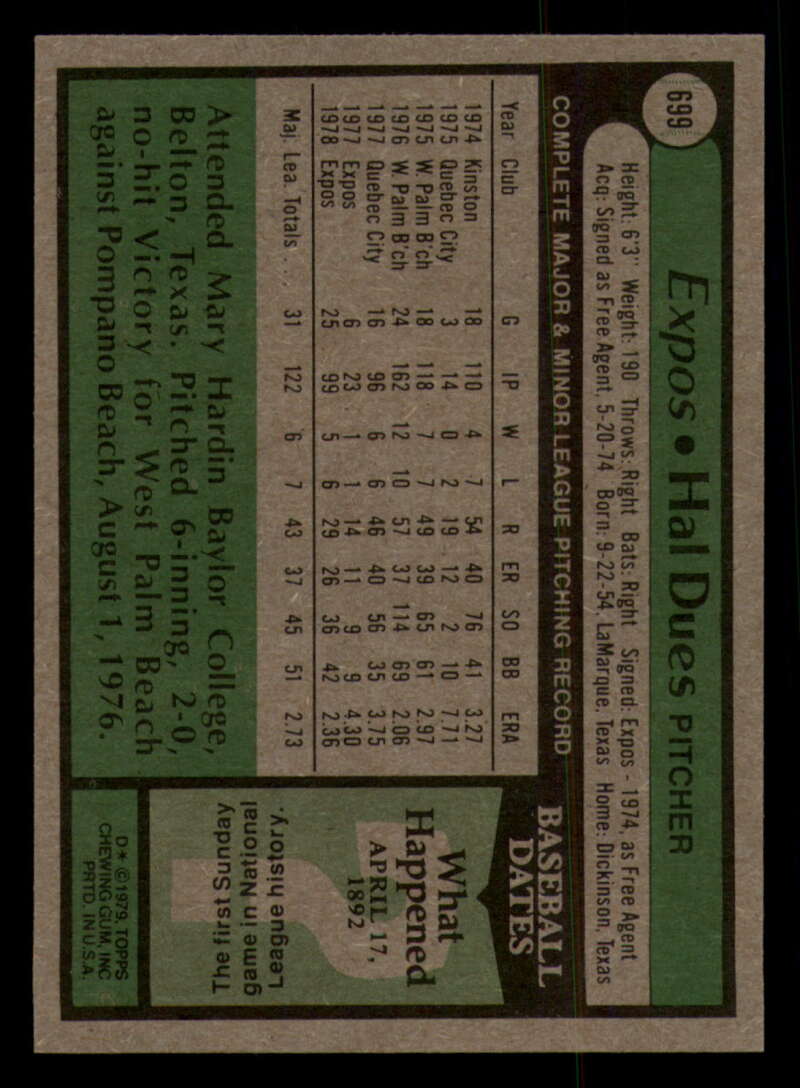 699
Expos • Hal Dues PITCHER
Height: 6'3" Weight: 190 Throws: Right Bats: Right Signed: Expos - 1974, as Free Agent
Acq: Signed as Free Agent, 5-20-74 Born: 9-22-54, LaMarque, Texas Home: Dickinson, Texas
COMPLETE MAJOR & MINOR LEAGUE PITCHING RECORD
Year Club G IP W L R ER SO BB ERA
1974 Kinston 18 110 4 7 54 40 76 41 3.27
1975 Quebec City 3 14 0 2 19 12 2 10 7.71
1975 W. Palm B'ch 18 118 7 7 49 39 65 61 2.97
1976 W. Palm B'ch 24 162 12 10 57 37 114 69 2.06
1977 Quebec City 16 96 6 6 46 40 56 35 3.75
1977 Expos 6 23 1 1 14 11 9 9 4.30
1978 Expos 25 99 5 6 29 26 36 42 2.36
Maj. Lea. Totals . . 31 122 6 7 43 37 45 51 2.73
Attended Mary Hardin Baylor College,
Belton, Texas. Pitched 6-inning, 2-0,
no-hit victory for West Palm Beach
against Pompano Beach, August 1, 1976.
BASEBALL
DATES
What
Happened
APRIL 17,
1892
?
The first Sunday
game in National
League history.
D* ©1979, TOPPS
CHEWING GUM, INC
PRTD. IN U.S.A.